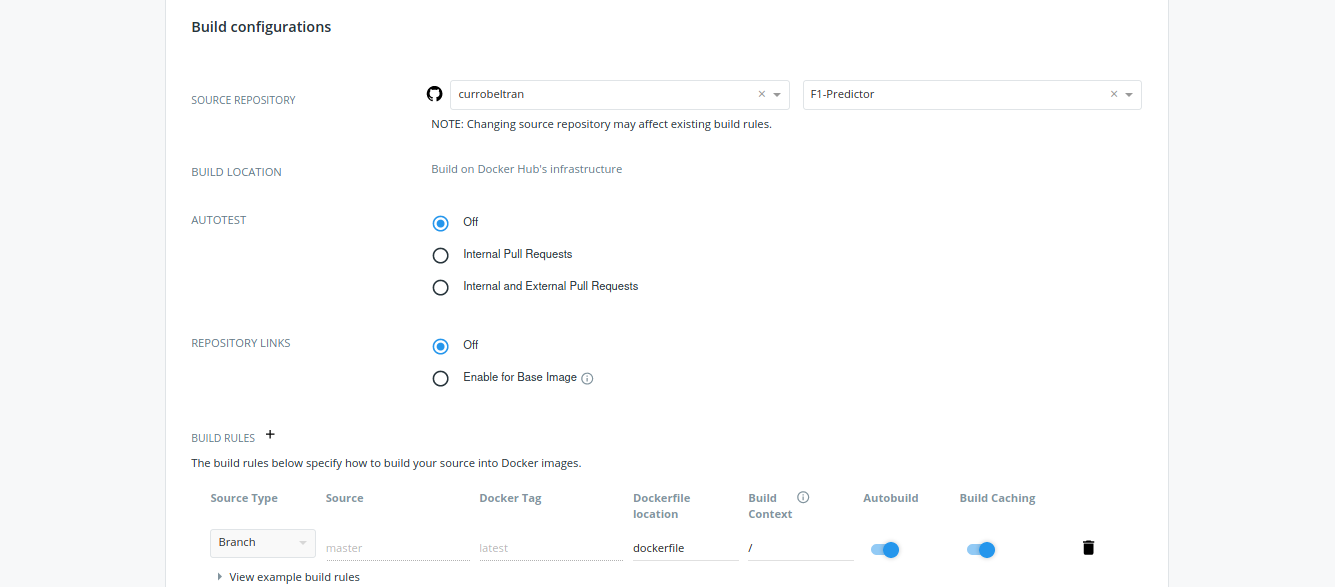 Build configurations
SOURCE REPOSITORY
currobeltran × F1-Predictor ×
NOTE: Changing source repository may affect existing build rules.
BUILD LOCATION Build on Docker Hub's infrastructure
AUTOTEST Off
Internal Pull Requests
Internal and External Pull Requests
REPOSITORY LINKS Off
Enable for Base Image
BUILD RULES +
The build rules below specify how to build your source into Docker images.
Source Type Source Docker Tag Dockerfile location Build Context Autobuild Build Caching
Branch master latest dockerfile /
View example build rules